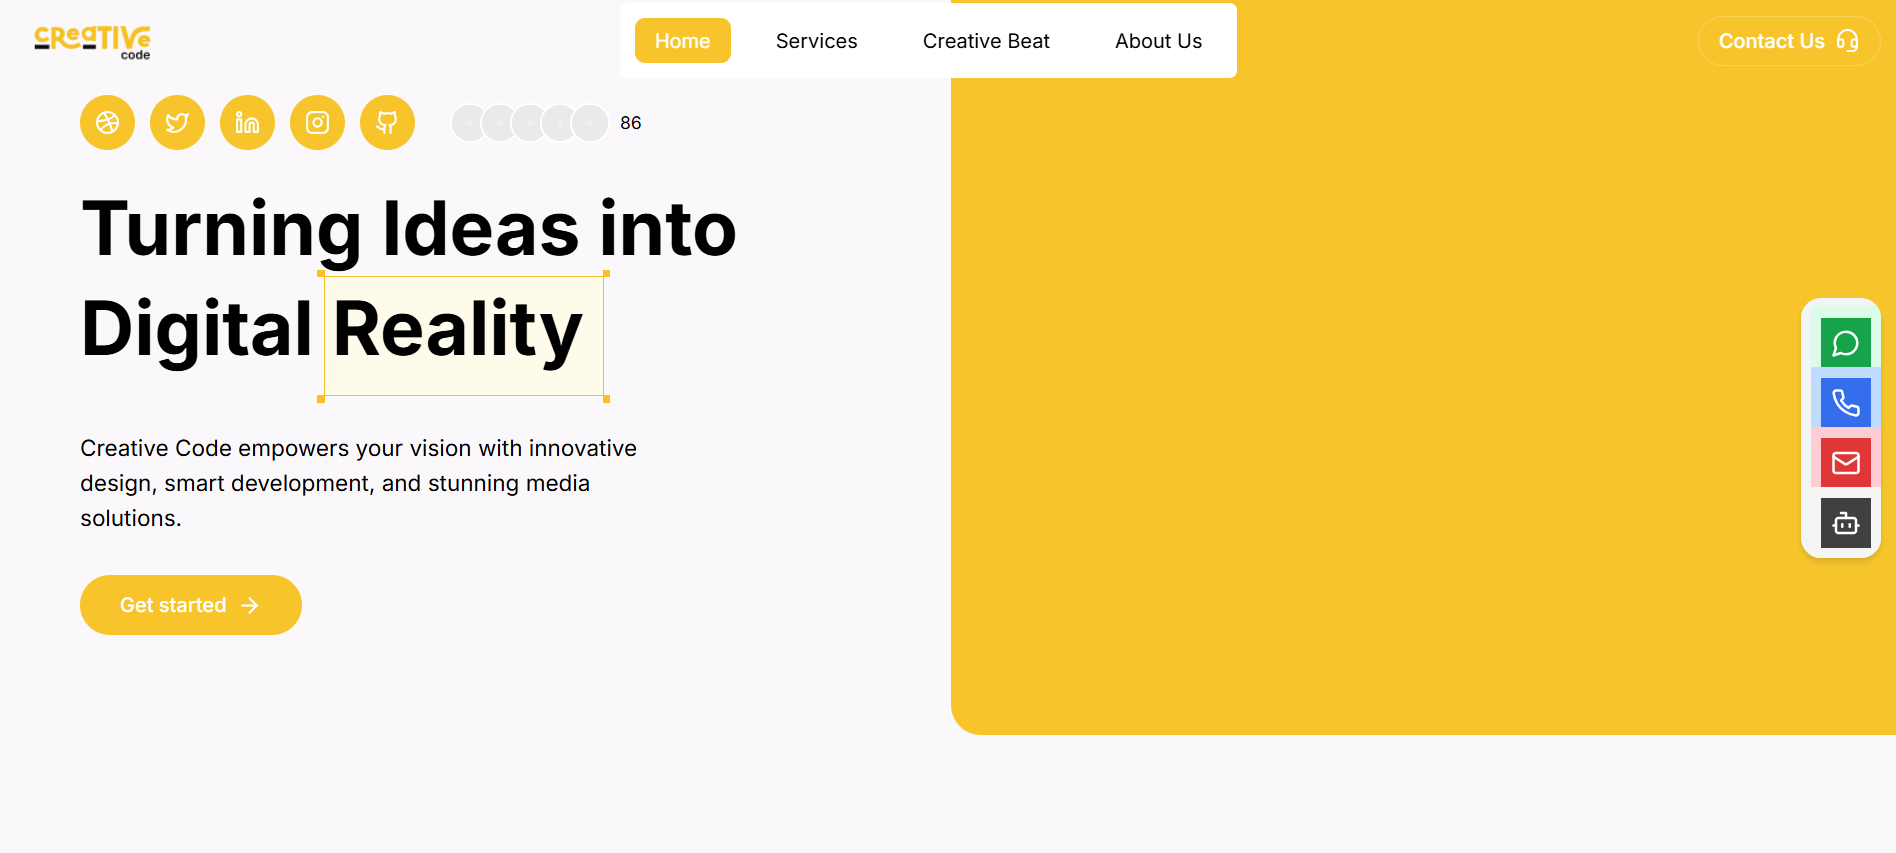 CReaTIVe
code
Home
Services
Creative Beat
About Us
Contact Us
86
Turning Ideas into
Digital Reality
Creative Code empowers your vision with innovative
design, smart development, and stunning media
solutions.
Get started